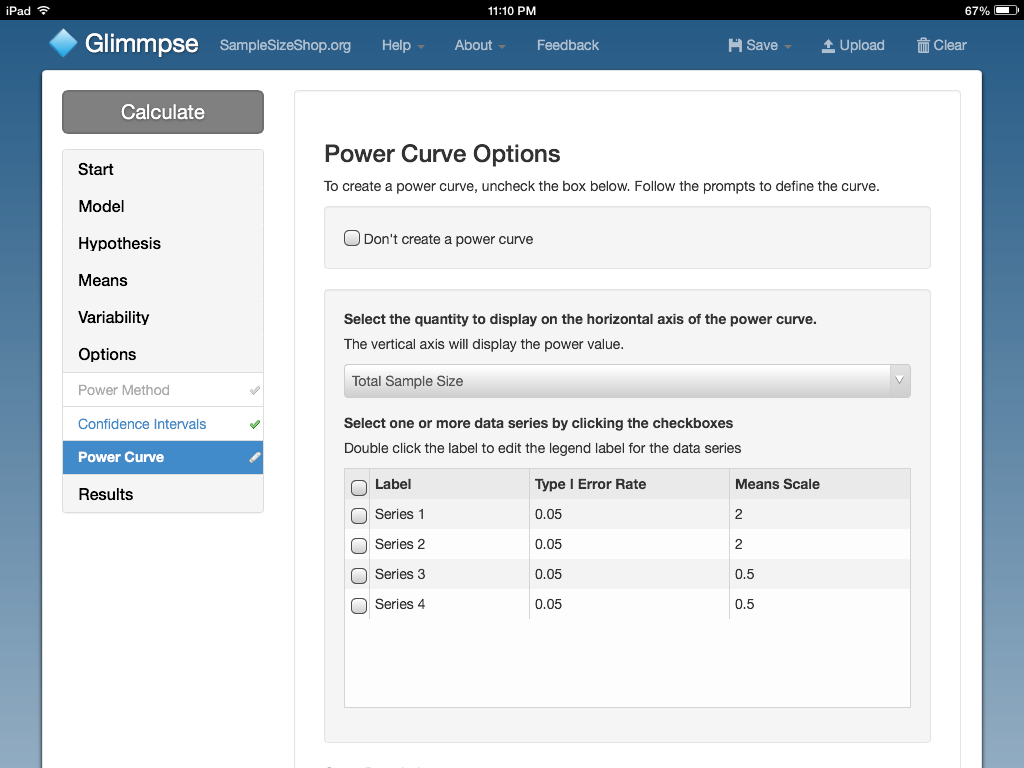 iPad 11:10 PM 67%
Glimmpse SampleSizeShop.org Help About Feedback Save Upload Clear
Calculate
Start
Model
Hypothesis
Means
Variability
Options
Power Method
Confidence Intervals
Power Curve
Results
Power Curve Options
To create a power curve, uncheck the box below. Follow the prompts to define the curve.
Don't create a power curve
Select the quantity to display on the horizontal axis of the power curve.
The vertical axis will display the power value.
Total Sample Size
Select one or more data series by clicking the checkboxes
Double click the label to edit the legend label for the data series
Label Type I Error Rate Means Scale
Series 1 0.05 2
Series 2 0.05 2
Series 3 0.05 0.5
Series 4 0.05 0.5